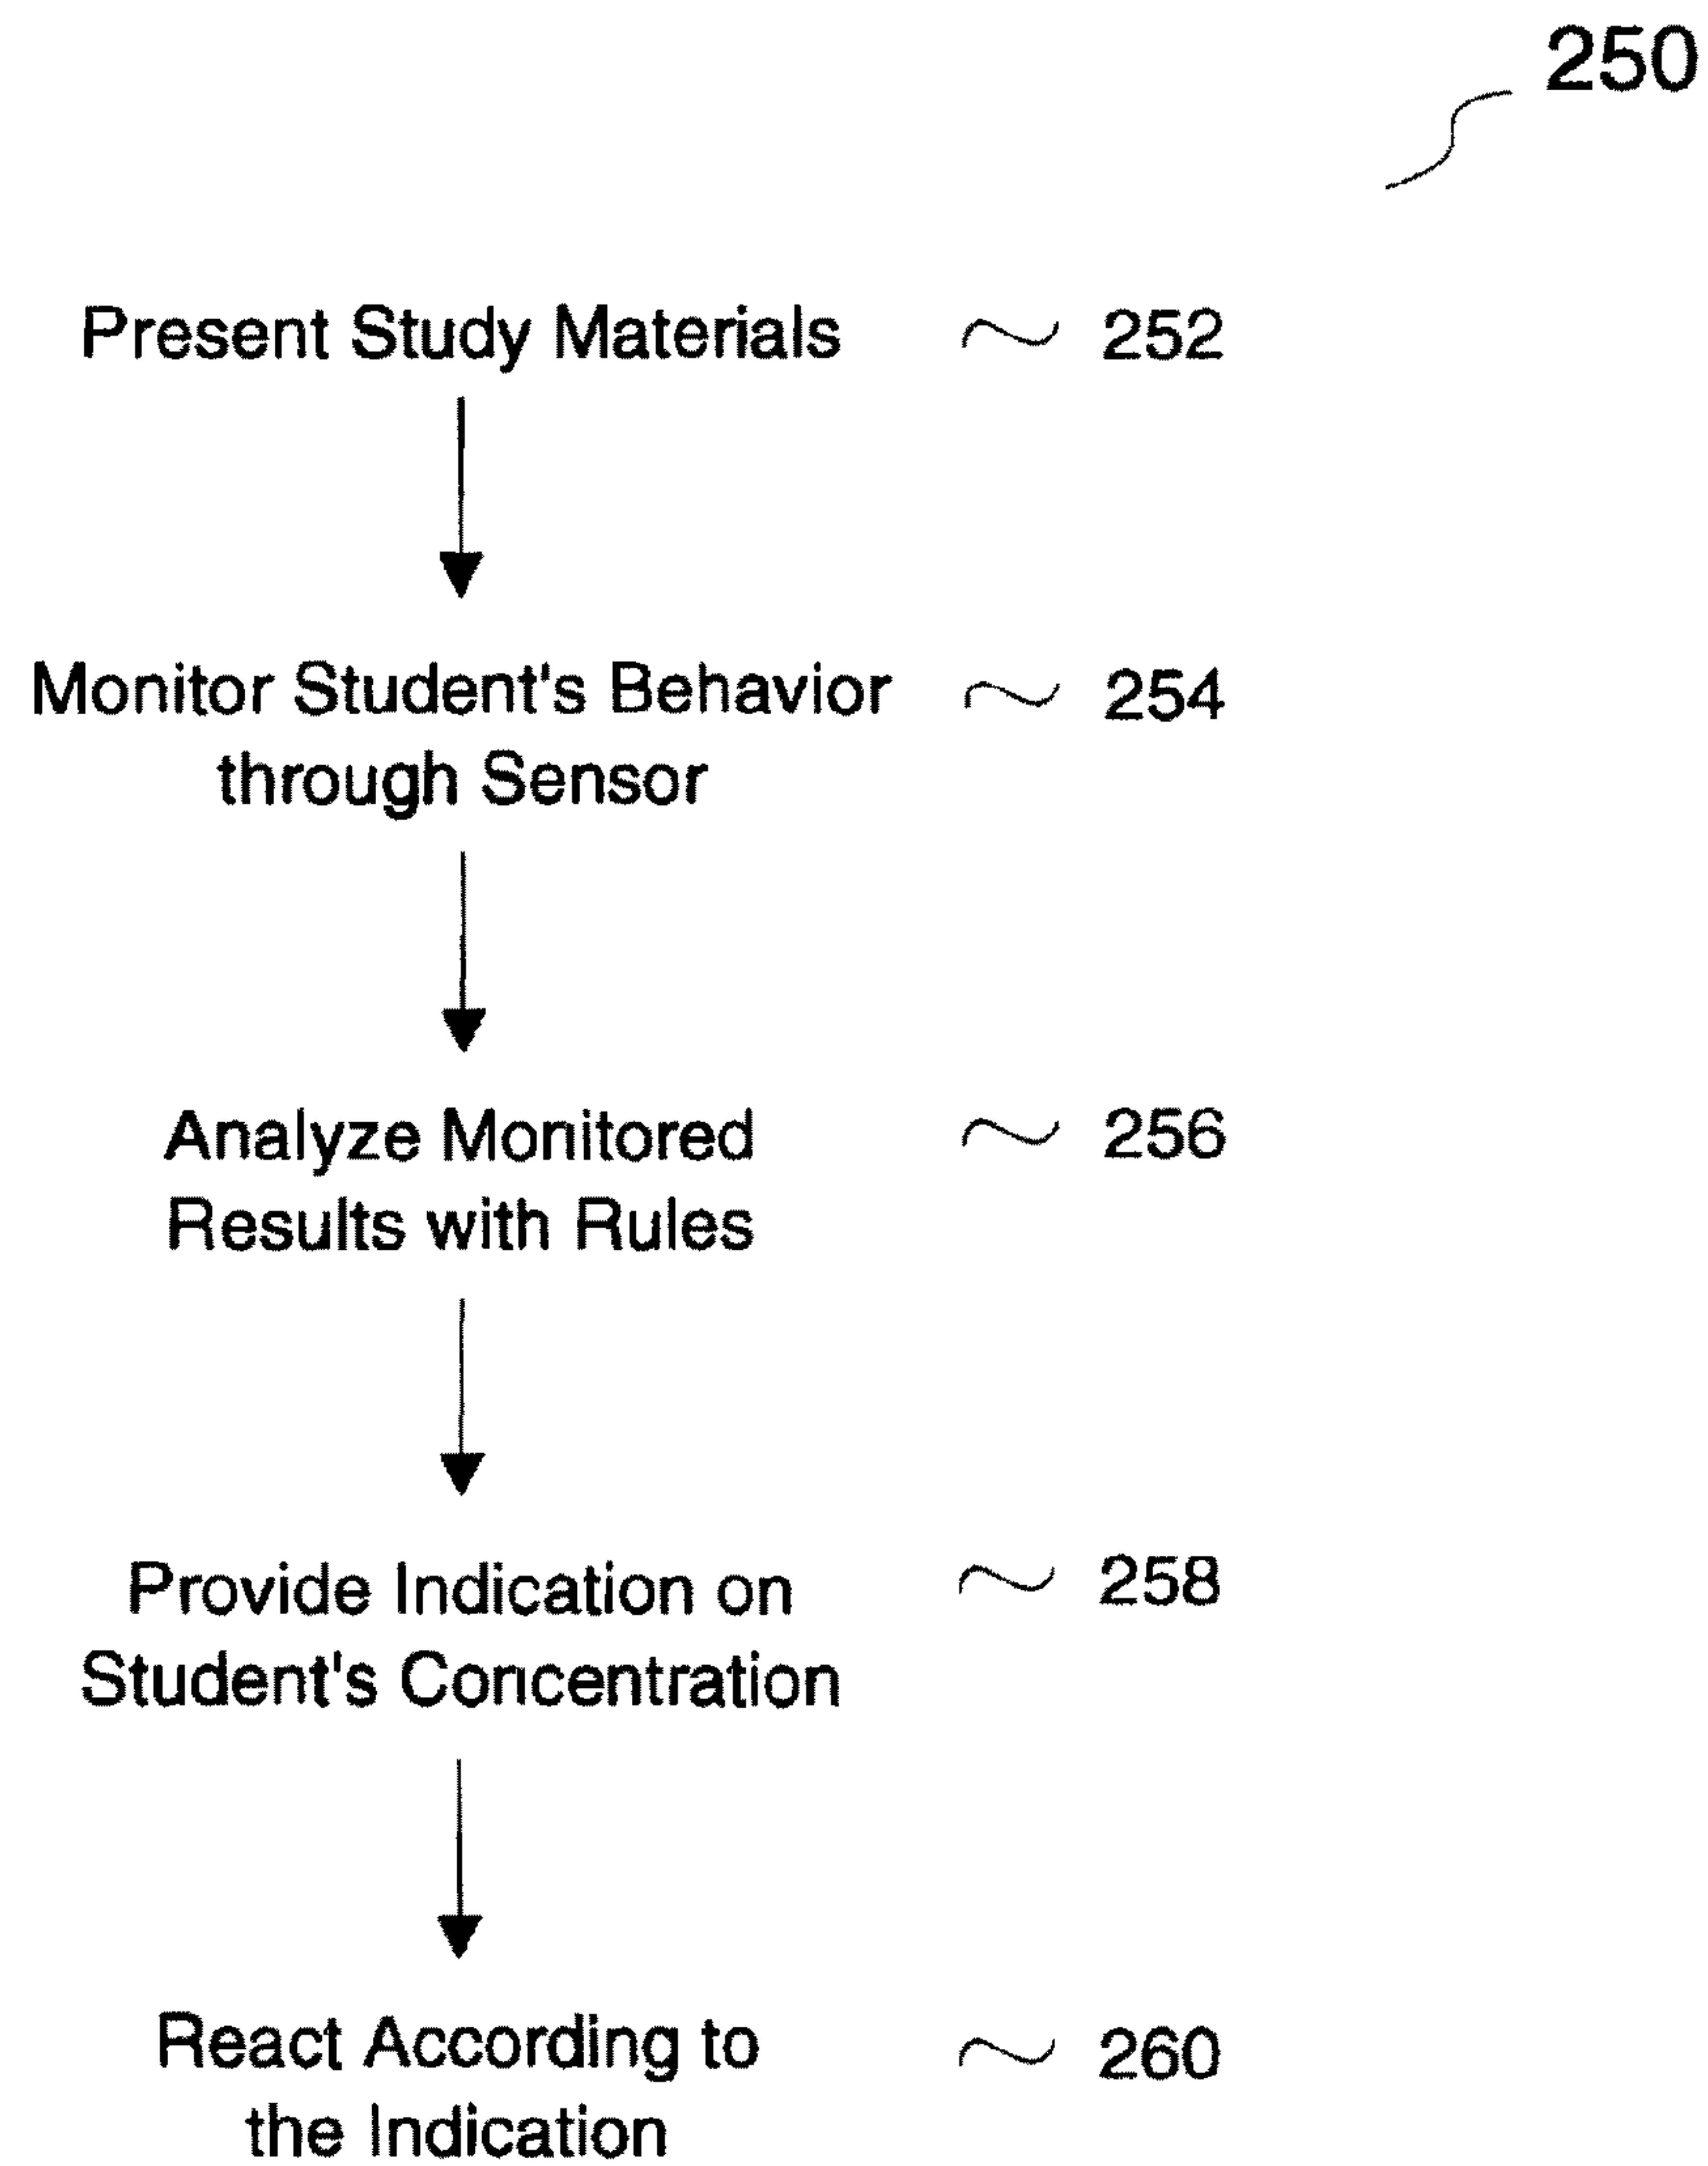 250
Present Study Materials 252
Monitor Student's Behavior 254
through Sensor
Analyze Monitored 256
Results with Rules
Provide Indication on 258
Student's Concentration
React According to 260
the Indication